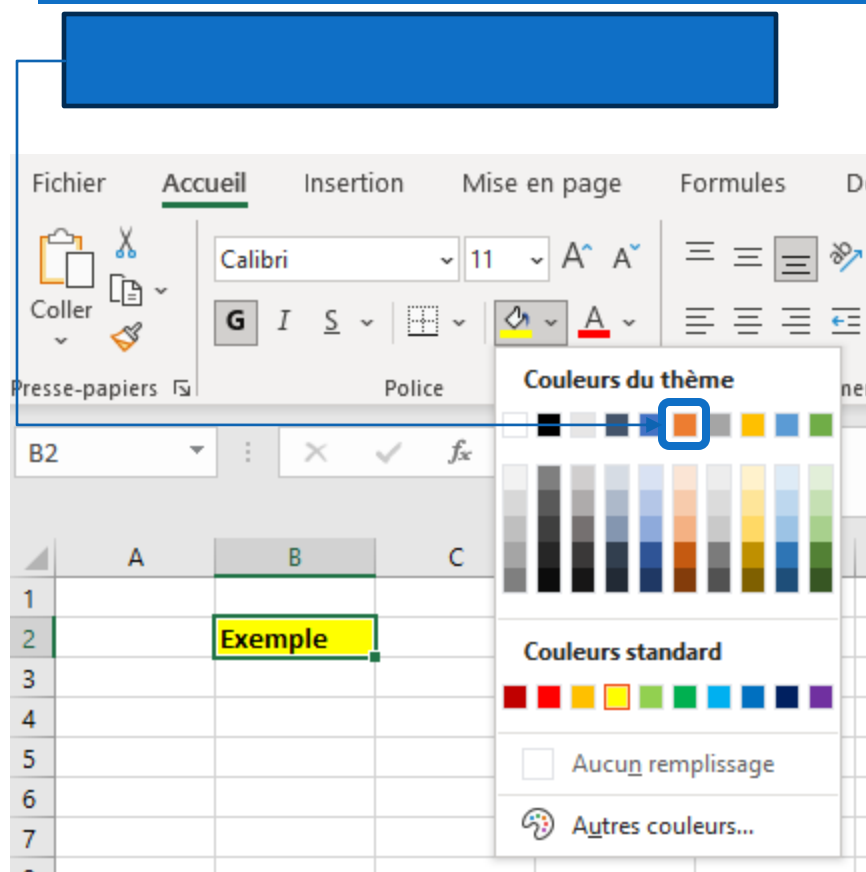 Fichier Accueil Insertion Mise en page Formules
Calibri 11 A A
Coller
G I S A
Presse-papiers Police
Couleurs du thème
B2 fx
A B C
1
2 Exemple
3
4
5
6
7
Couleurs standard
Aucun remplissage
Autres couleurs...